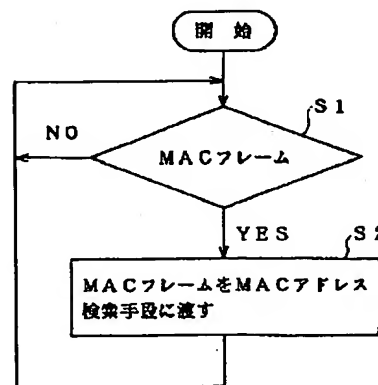 開 始
S1
NO
MACフレーム
YES
S2
MACフレームをMACアドレス
検索手段に渡す